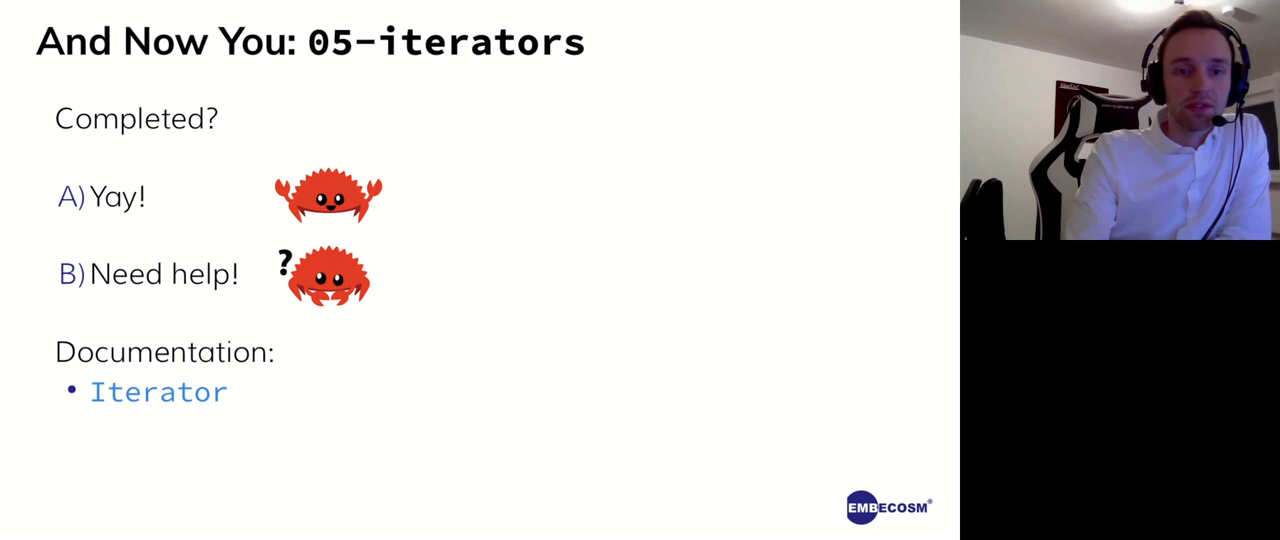 And Now You: 05-iterators
Completed?
A) Yay!
B) Need help!
?
Documentation:
• Iterator
EMBECOSM®